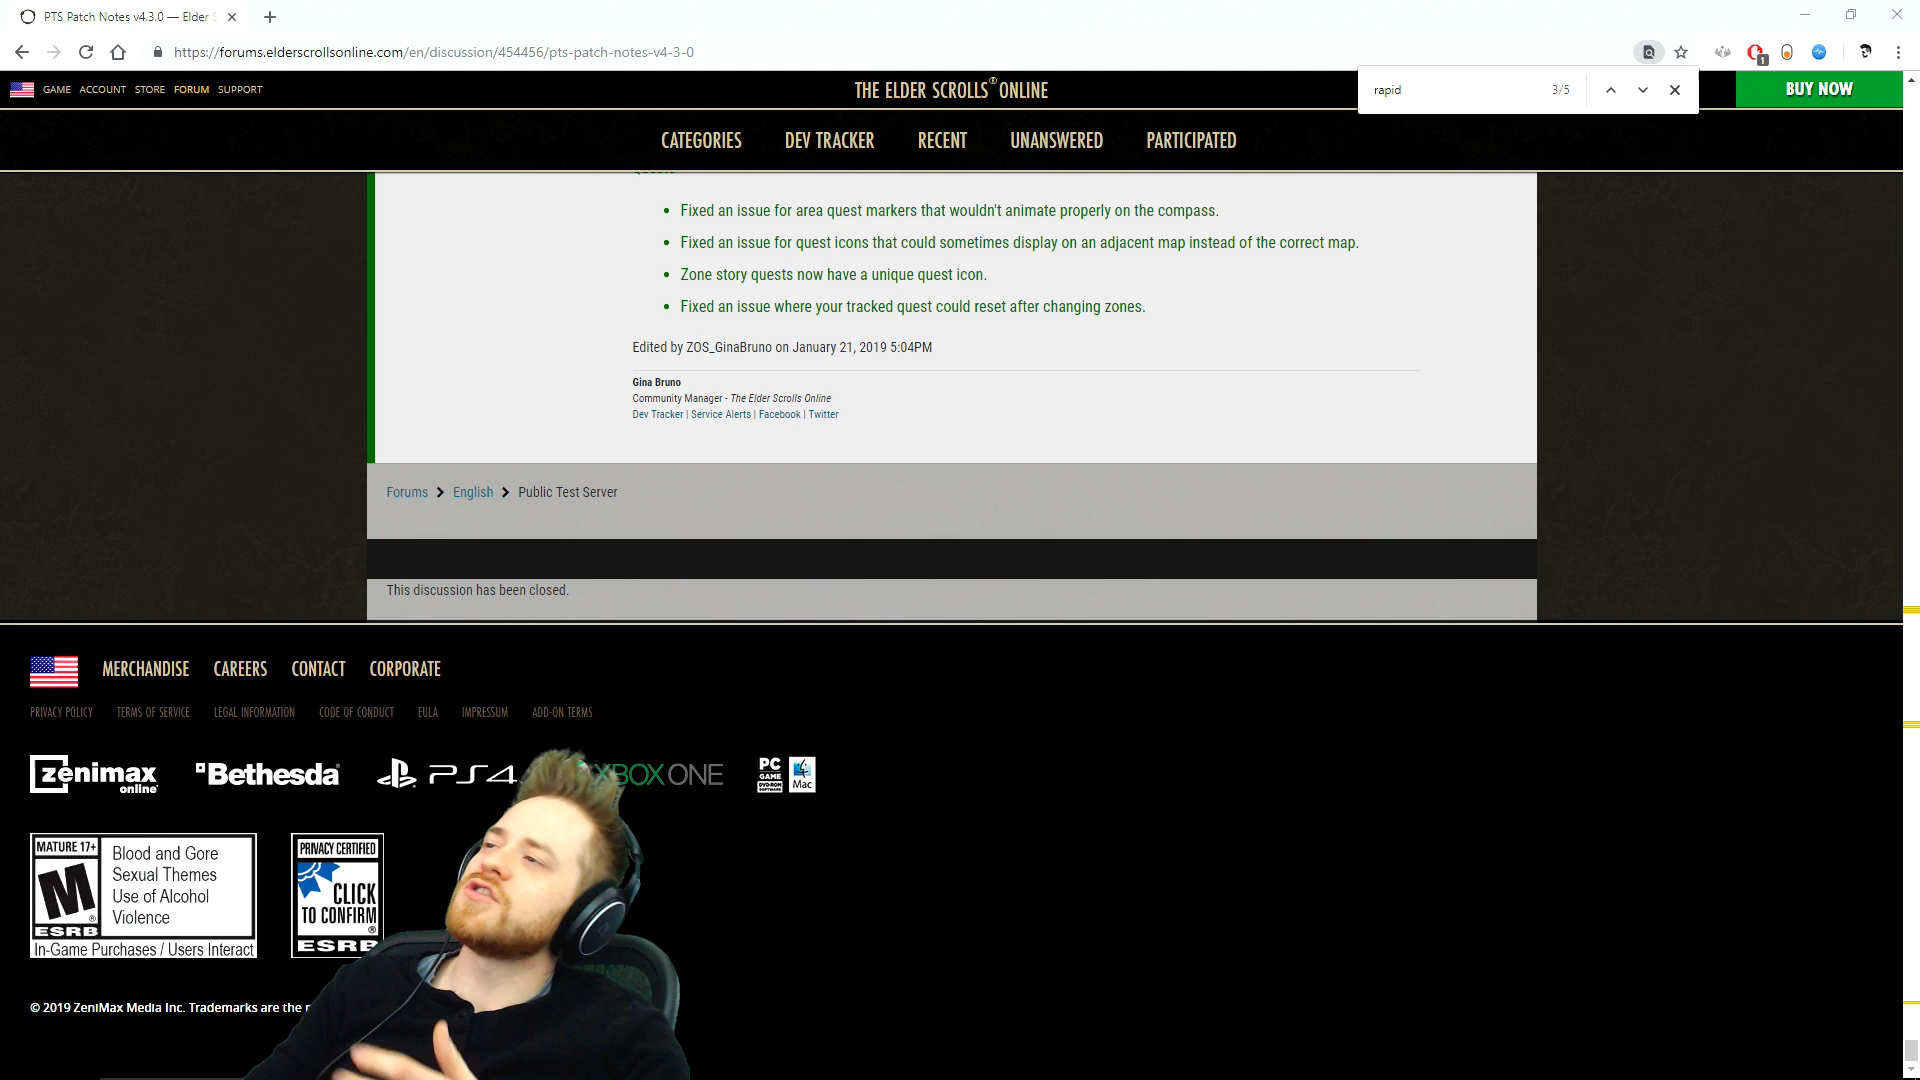 PTS Patch Notes v4.3.0 — Elder S
https://forums.elderscrollsonline.com/en/discussion/454456/pts-patch-notes-v4-3-0
1
rapid
3/5
GAME ACCOUNT STORE FORUM SUPPORT
THE ELDER SCROLLS ONLINE
BUY NOW
CATEGORIES DEV TRACKER RECENT UNANSWERED PARTICIPATED
• Fixed an issue for area quest markers that wouldn't animate properly on the compass.
• Fixed an issue for quest icons that could sometimes display on an adjacent map instead of the correct map.
• Zone story quests now have a unique quest icon.
• Fixed an issue where your tracked quest could reset after changing zones.
Edited by ZOS_GinaBruno on January 21, 2019 5:04PM
Gina Bruno
Community Manager - The Elder Scrolls Online
Dev Tracker | Service Alerts | Facebook | Twitter
Forums > English > Public Test Server
This discussion has been closed.
MERCHANDISE CAREERS CONTACT CORPORATE
PRIVACY POLICY TERMS OF SERVICE LEGAL INFORMATION CODE OF CONDUCT EULA IMPRESSUM ADD-ON TERMS
zenimax
online
Bethesda
PS4
XBOX ONE
PC
GAME
DVD-ROM
SOFTWARE
Mac
MATURE 17+
M
ESRB
Blood and Gore
Sexual Themes
Use of Alcohol
Violence
In-Game Purchases / Users Interact
PRIVACY CERTIFIED
CLICK
TO CONFIRM
ESRB
© 2019 ZeniMax Media Inc. Trademarks are the